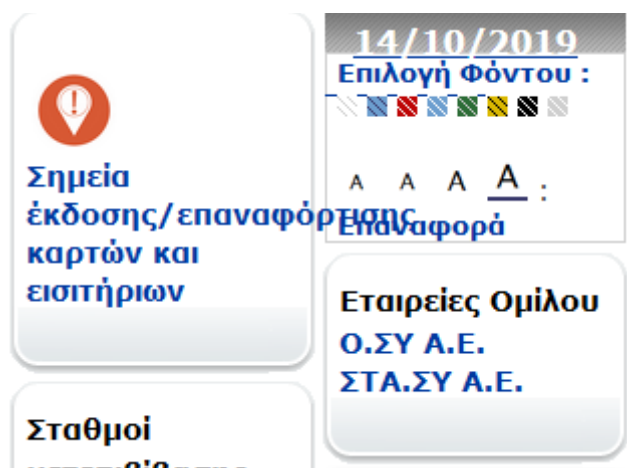 Σημεία
έκδοσης/επαναφόρτισης
καρτών και
εισιτήριων
Σταθμοί
14/10/2019
Επιλογή Φόντου :
A A A A :
Επαναφορά
Εταιρείες Ομίλου
Ο.ΣΥ Α.Ε.
ΣΤΑ.ΣΥ Α.Ε.